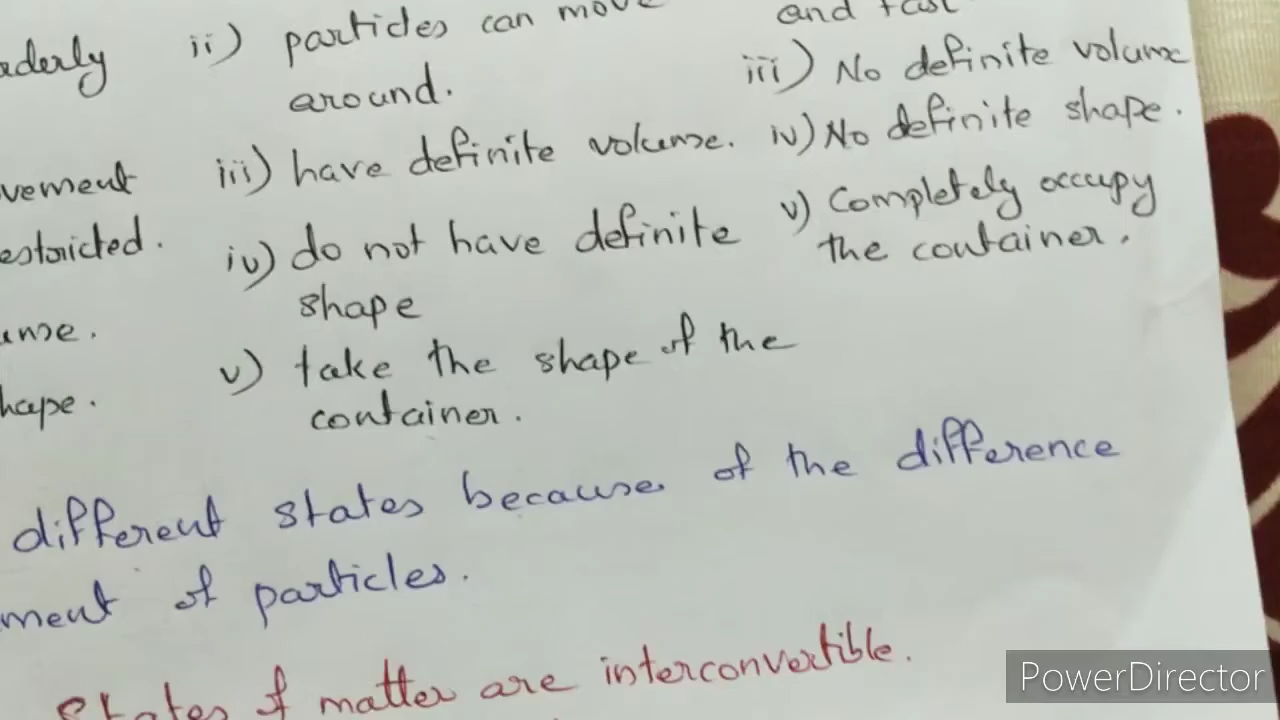 aderly
vement
estricted.
ume.
hape.
ii) particles can move
around.
iii) have definite volume.
iv) do not have definite
shape
v) take the shape of the
container.
and fast
iii) No definite volume
iv) No definite shape.
v) Completely occupy
the container.
different states because of the difference
ment of particles.
States of matter are interconvertible.
PowerDirector